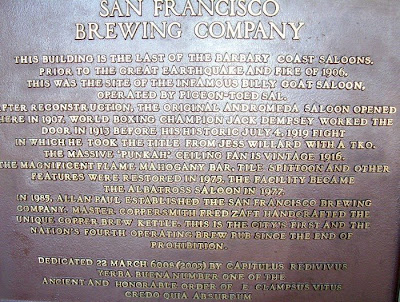 SAN FRANCISCO
BREWING COMPANY
THIS BUILDING IS THE LAST OF THE BARBARY COAST SALOONS.
PRIOR TO THE GREAT EARTHQUAKE AND FIRE OF 1906,
THIS WAS THE SITE OF THE INFAMOUS BILLY GOAT SALOON,
OPERATED BY PIGEON-TOED SAL.
AFTER RECONSTRUCTION, THE ORIGINAL ANDROMEDA SALOON OPENED
HERE IN 1907. WORLD BOXING CHAMPION JACK DEMPSEY WORKED THE
DOOR IN 1913 BEFORE HIS HISTORIC JULY 4, 1919 FIGHT
IN WHICH HE TOOK THE TITLE FROM JESS WILLARD WITH A TKO.
THE MASSIVE "PUNKAH" CEILING FAN IS VINTAGE 1916.
THE MAGNIFICENT FLAME MAHOGANY BAR, TILE SPITTOON AND OTHER
FEATURES WERE RESTORED IN 1975. THE FACILITY BECAME
THE ALBATROSS SALOON IN 1977.
IN 1985, ALLAN PAUL ESTABLISHED THE SAN FRANCISCO BREWING
COMPANY. MASTER COPPERSMITH FRED ZAFT HANDCRAFTED THE
UNIQUE COPPER BREW KETTLE. THIS IS THE CITY'S FIRST AND THE
NATION'S FOURTH OPERATING BREW PUB SINCE THE END OF
PROHIBITION.
DEDICATED 22 MARCH 6008 (2003) BY CAPITULUS REDIVIVUS
YERBA BUENA NUMBER ONE OF THE
ANCIENT AND HONORABLE ORDER OF E CLAMPSUS VITUS
CREDO QUIA ABSURDUM